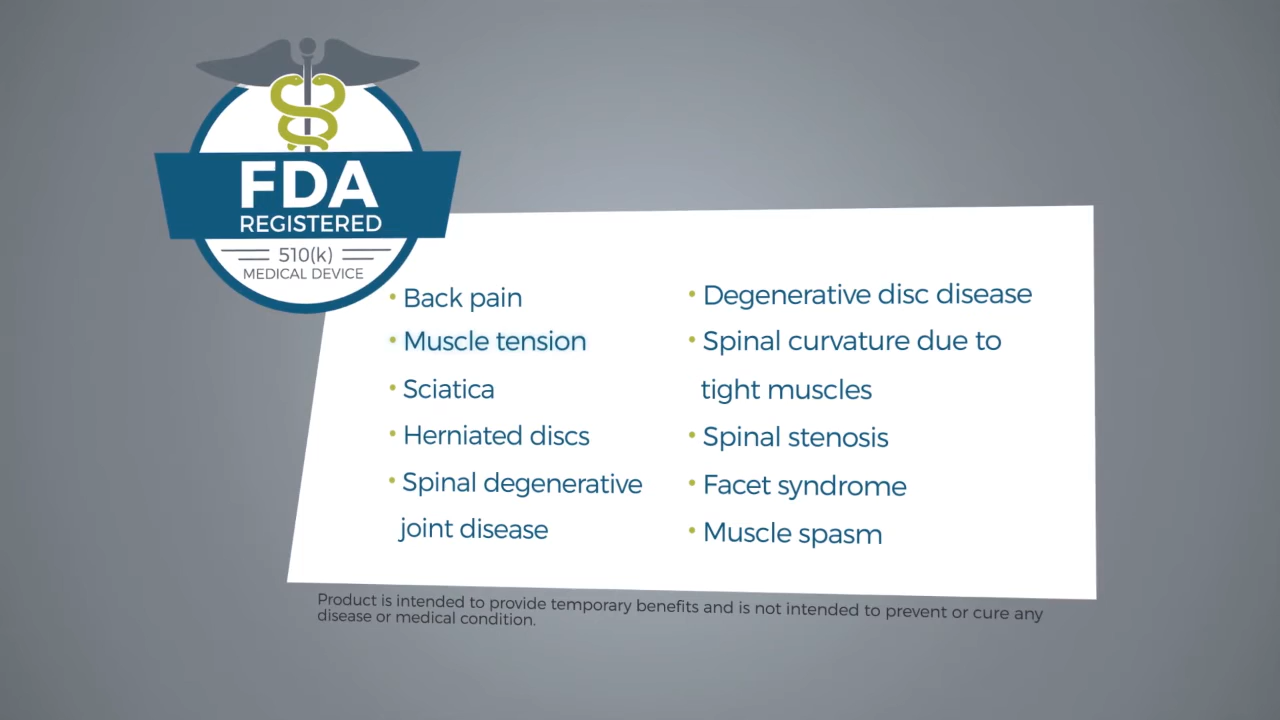 FDA
REGISTERED
510(k)
MEDICAL DEVICE
• Back pain
• Muscle tension
• Sciatica
• Herniated discs
• Spinal degenerative
joint disease
• Degenerative disc disease
• Spinal curvature due to
tight muscles
• Spinal stenosis
• Facet syndrome
• Muscle spasm
Product is intended to provide temporary benefits and is not intended to prevent or cure any
disease or medical condition.